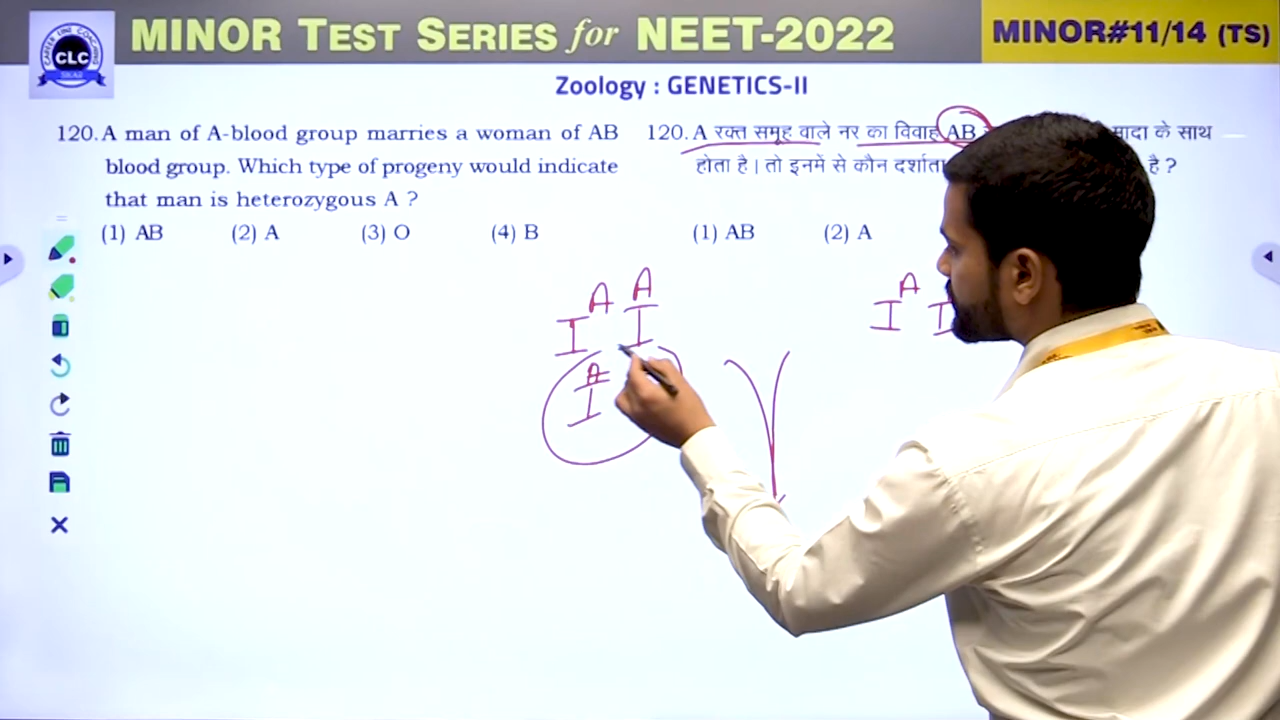 CLC
MINOR TEST SERIES for NEET-2022
MINOR#11/14 (TS)
Zoology : GENETICS-II
120. A man of A-blood group marries a woman of AB
blood group. Which type of progeny would indicate
that man is heterozygous A ?
(1) AB (2) A (3) O (4) B
120. A रक्त समूह वाले नर का विवाह AB मादा के साथ
होता है । तो इनमें से कौन दर्शाता है ?
(1) AB (2) A
I^A I^A
I^A
I^A I